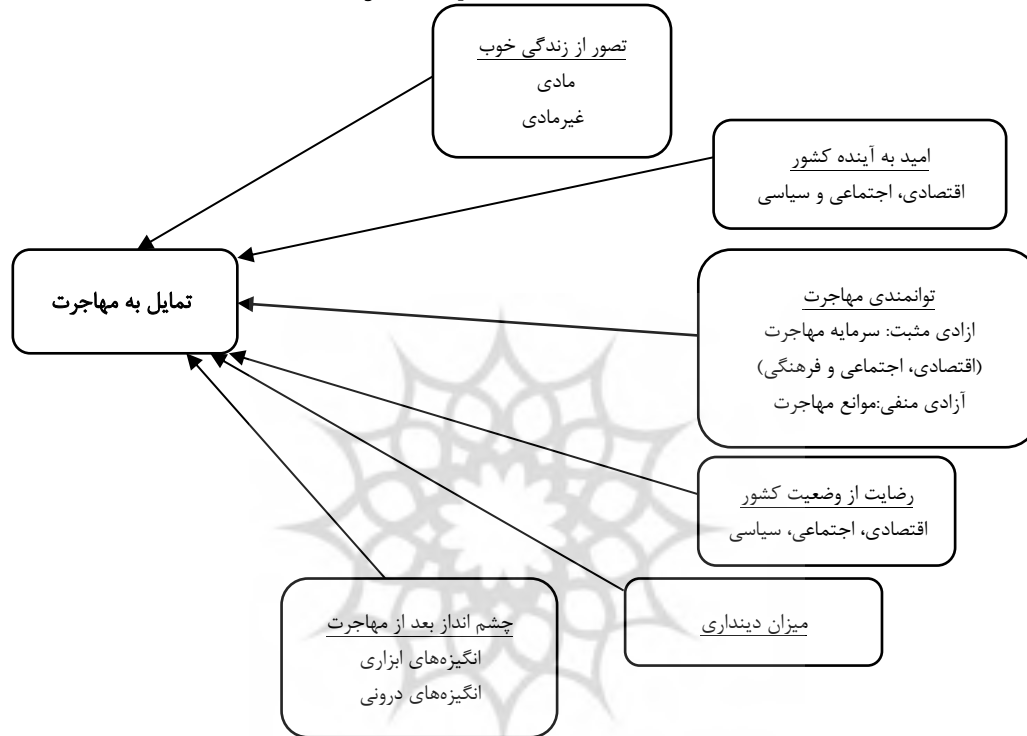 تصور از زندگی خوب
مادی
غیرمادی
امید به آینده کشور
اقتصادی، اجتماعی و سیاسی
تمایل به مهاجرت
توانمندی مهاجرت
ازادی مثبت: سرمایه مهاجرت
(اقتصادی، اجتماعی و فرهنگی)
آزادی منفی:موانع مهاجرت
رضایت از وضعیت کشور
اقتصادی، اجتماعی، سیاسی
میزان دینداری
چشم انداز بعد از مهاجرت
انگیزه‌های ابزاری
انگیزه‌های درونی